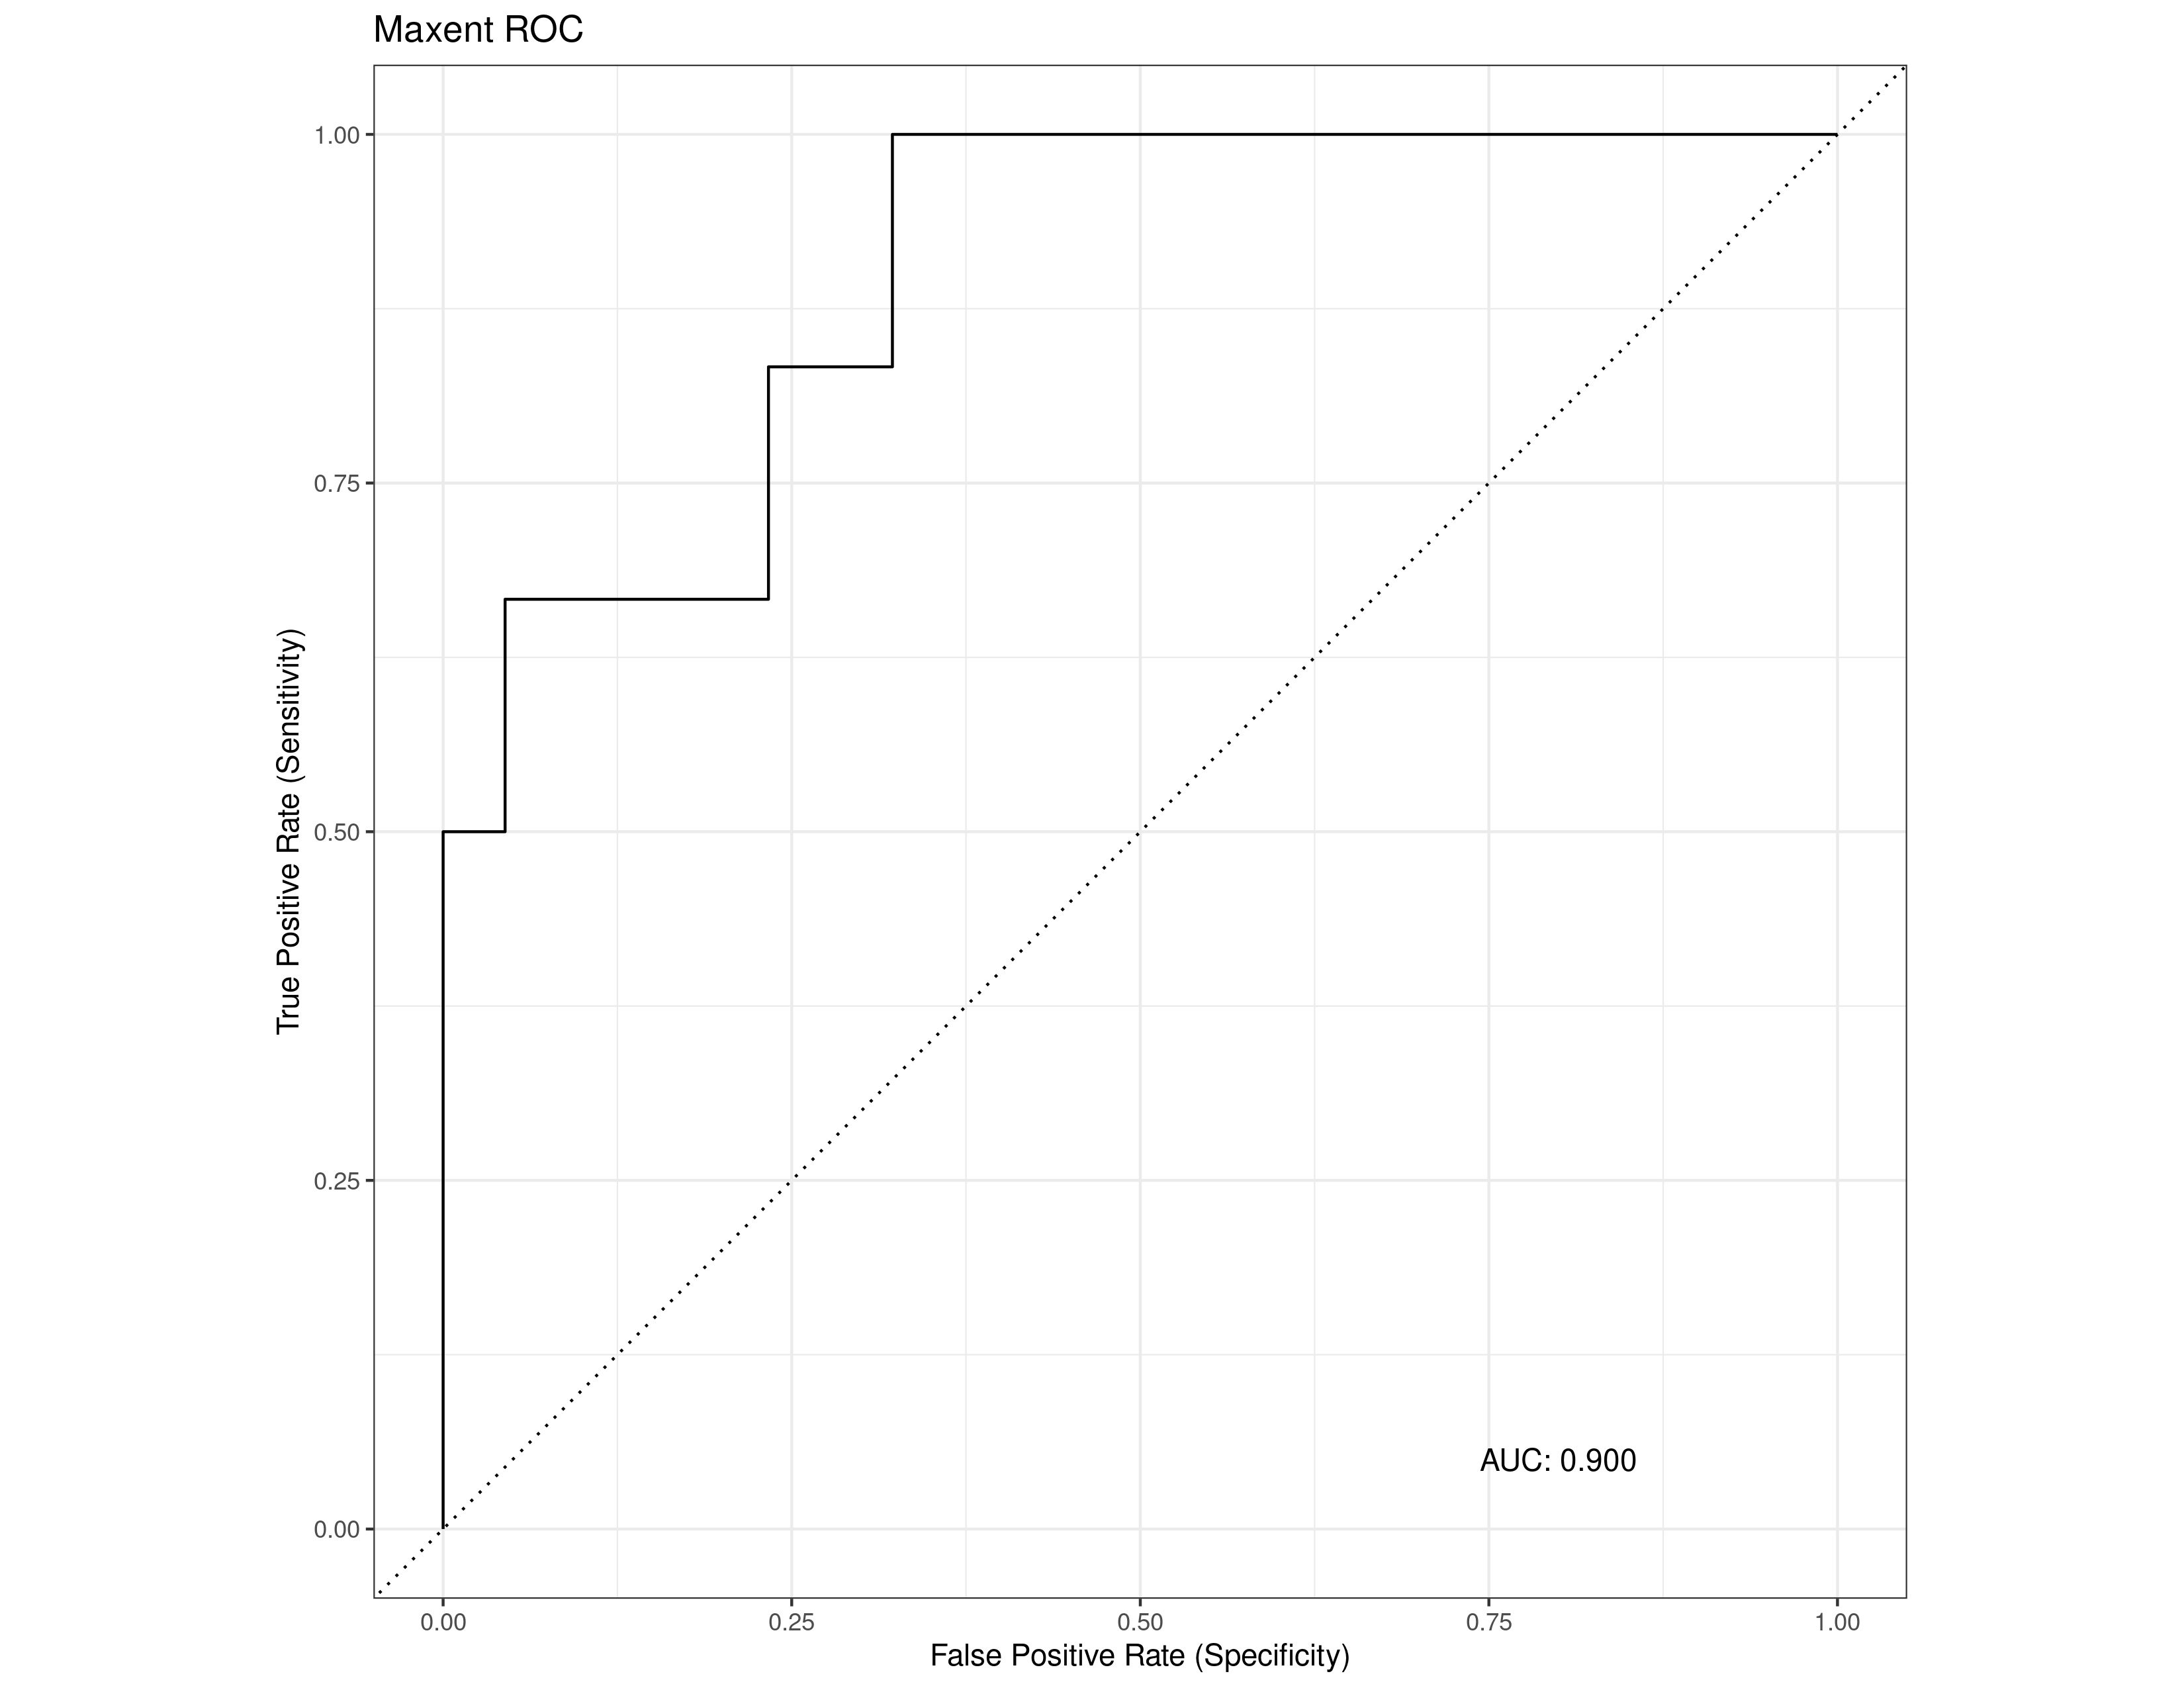 Maxent ROC
True Positive Rate (Sensitivity)
1.00
0.75
0.50
0.25
0.00
AUC: 0.900
0.00 0.25 0.50 0.75 1.00
False Positive Rate (Specificity)